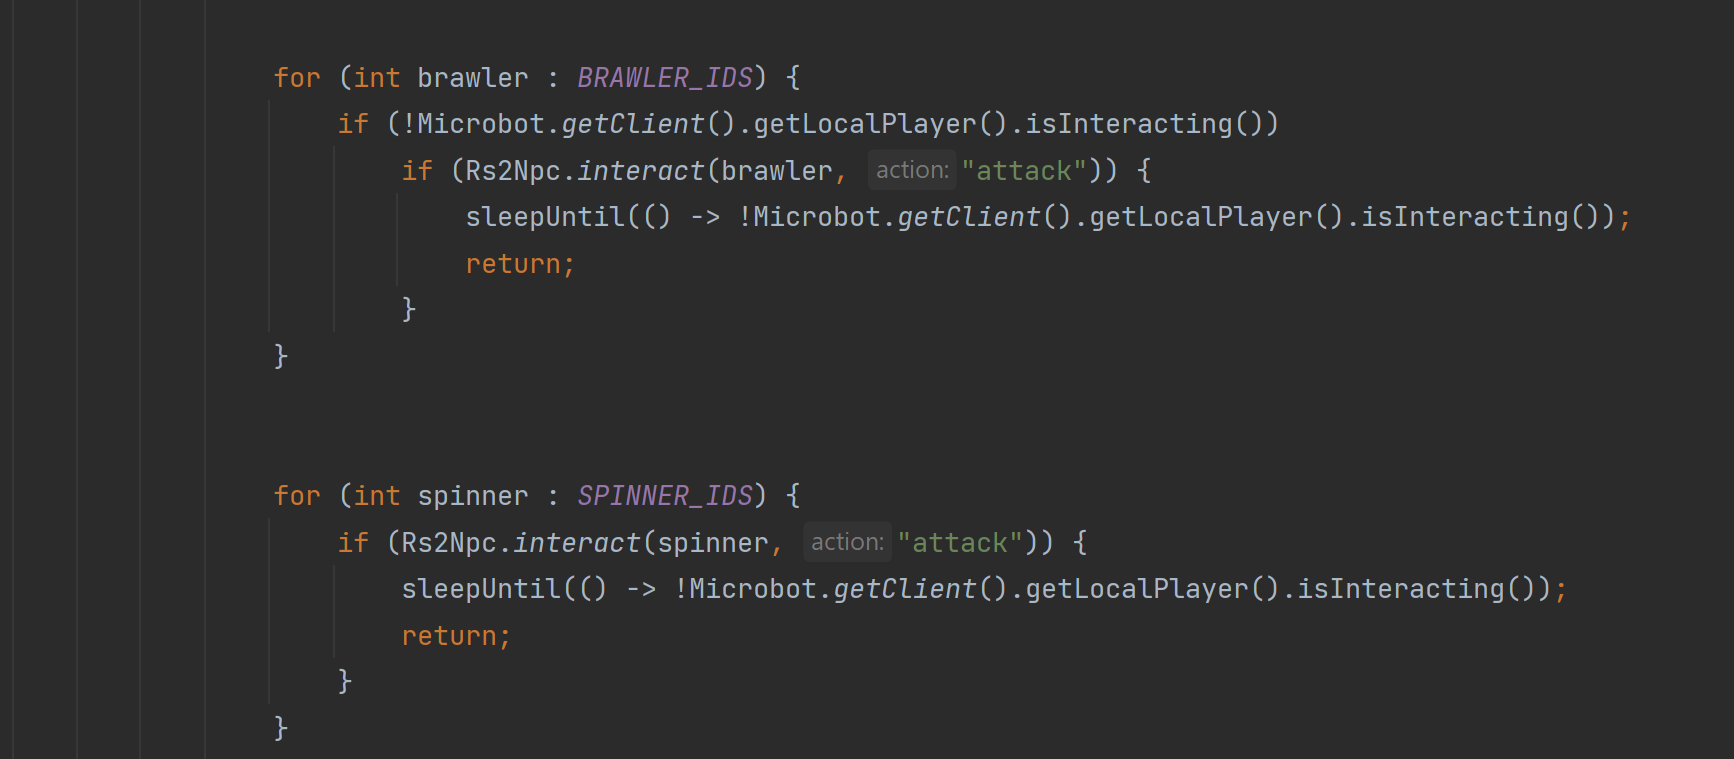 for (int brawler : BRAWLER_IDS) {
if (!Microbot.getClient().getLocalPlayer().isInteracting())
if (Rs2Npc.interact(brawler, action: "attack")) {
sleepUntil(() -> !Microbot.getClient().getLocalPlayer().isInteracting());
return;
}
}
for (int spinner : SPINNER_IDS) {
if (Rs2Npc.interact(spinner, action: "attack")) {
sleepUntil(() -> !Microbot.getClient().getLocalPlayer().isInteracting());
return;
}
}